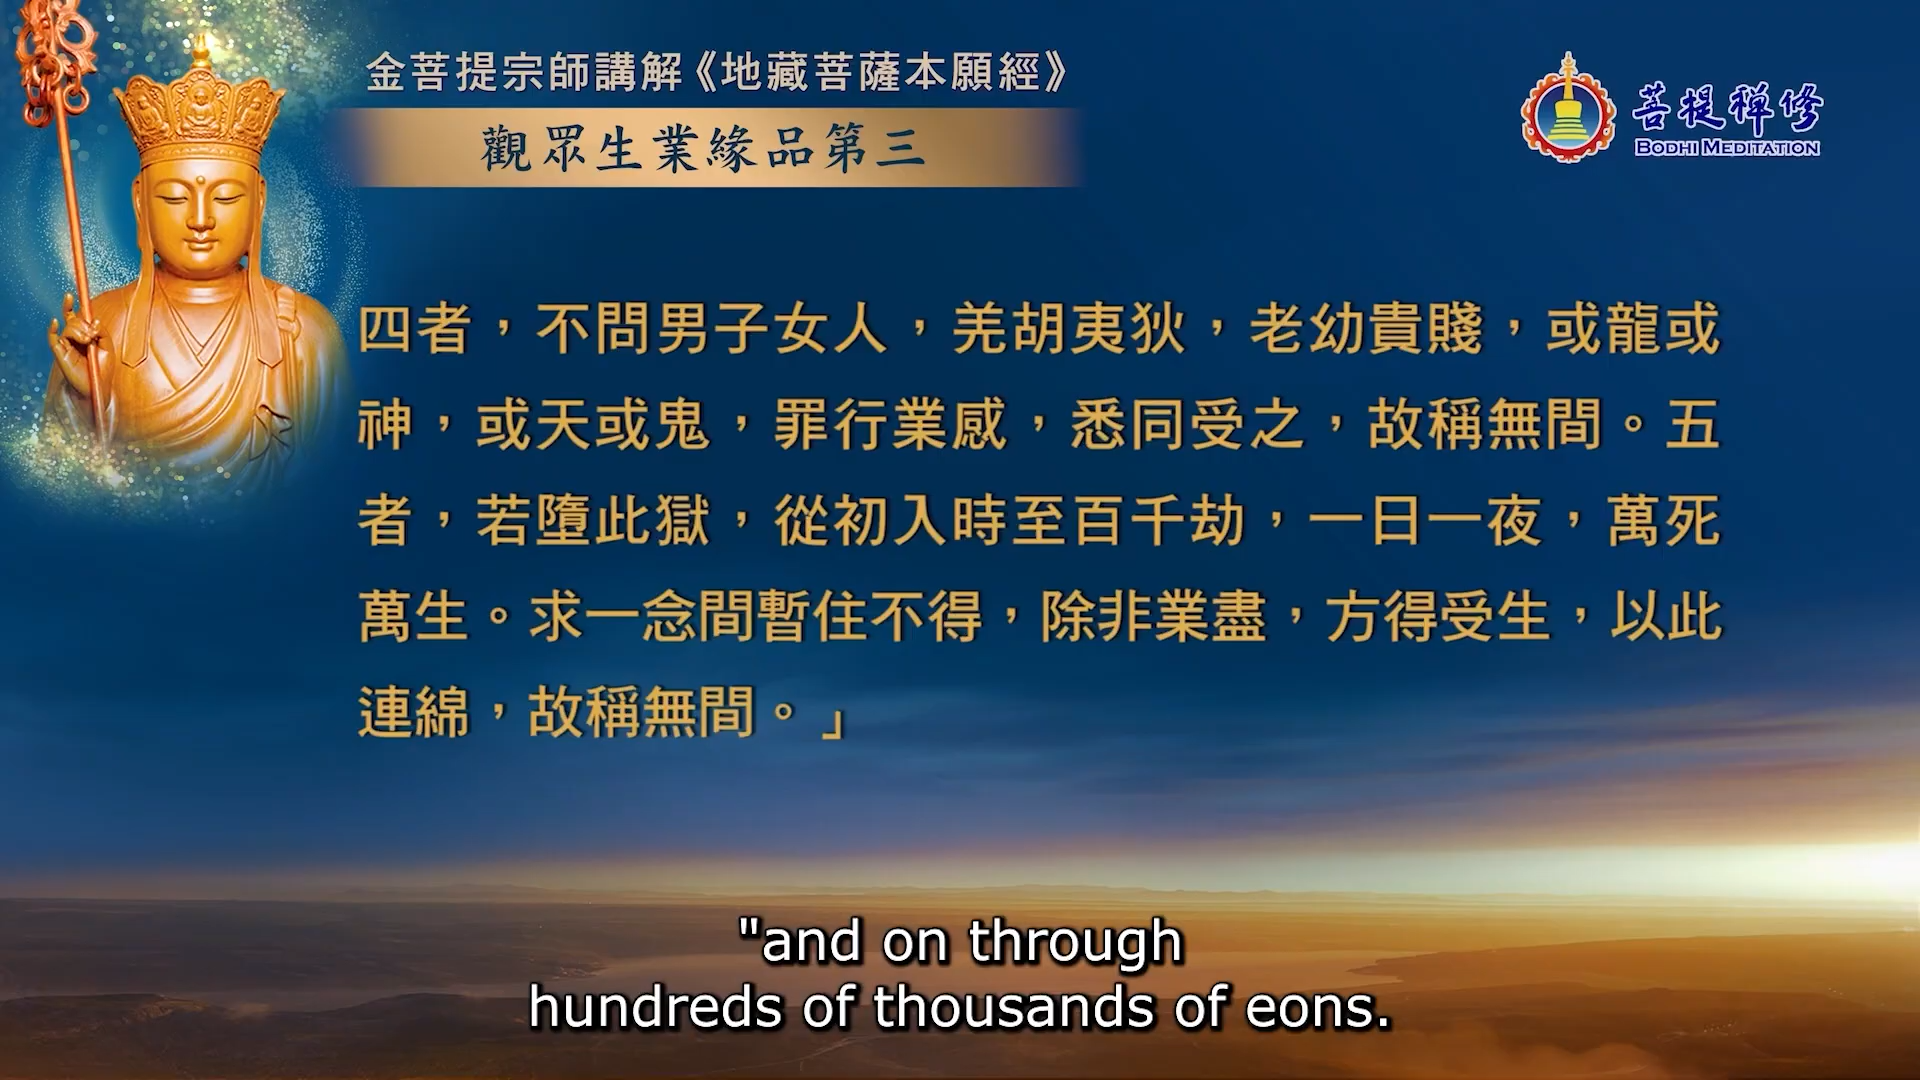 金菩提宗師講解《地藏菩薩本願經》
觀眾生業緣品第三
菩提禪修
BODHI MEDITATION
四者，不問男子女人，羌胡夷狄，老幼貴賤，或龍或
神，或天或鬼，罪行業感，悉同受之，故稱無間。五
者，若墮此獄，從初入時至百千劫，一日一夜，萬死
萬生。求一念間暫住不得，除非業盡，方得受生，以此
連綿，故稱無間。」
"and on through
hundreds of thousands of eons.